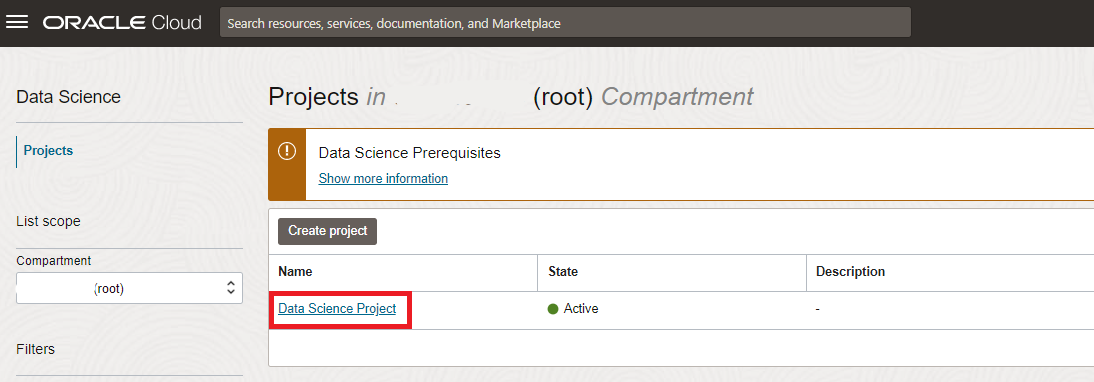 ORACLE Cloud
Search resources, services, documentation, and Marketplace
Data Science
Projects
List scope
Compartment
(root)
Filters
Projects in (root) Compartment
Data Science Prerequisites
Show more information
Create project
Name State Description
Data Science Project Active -